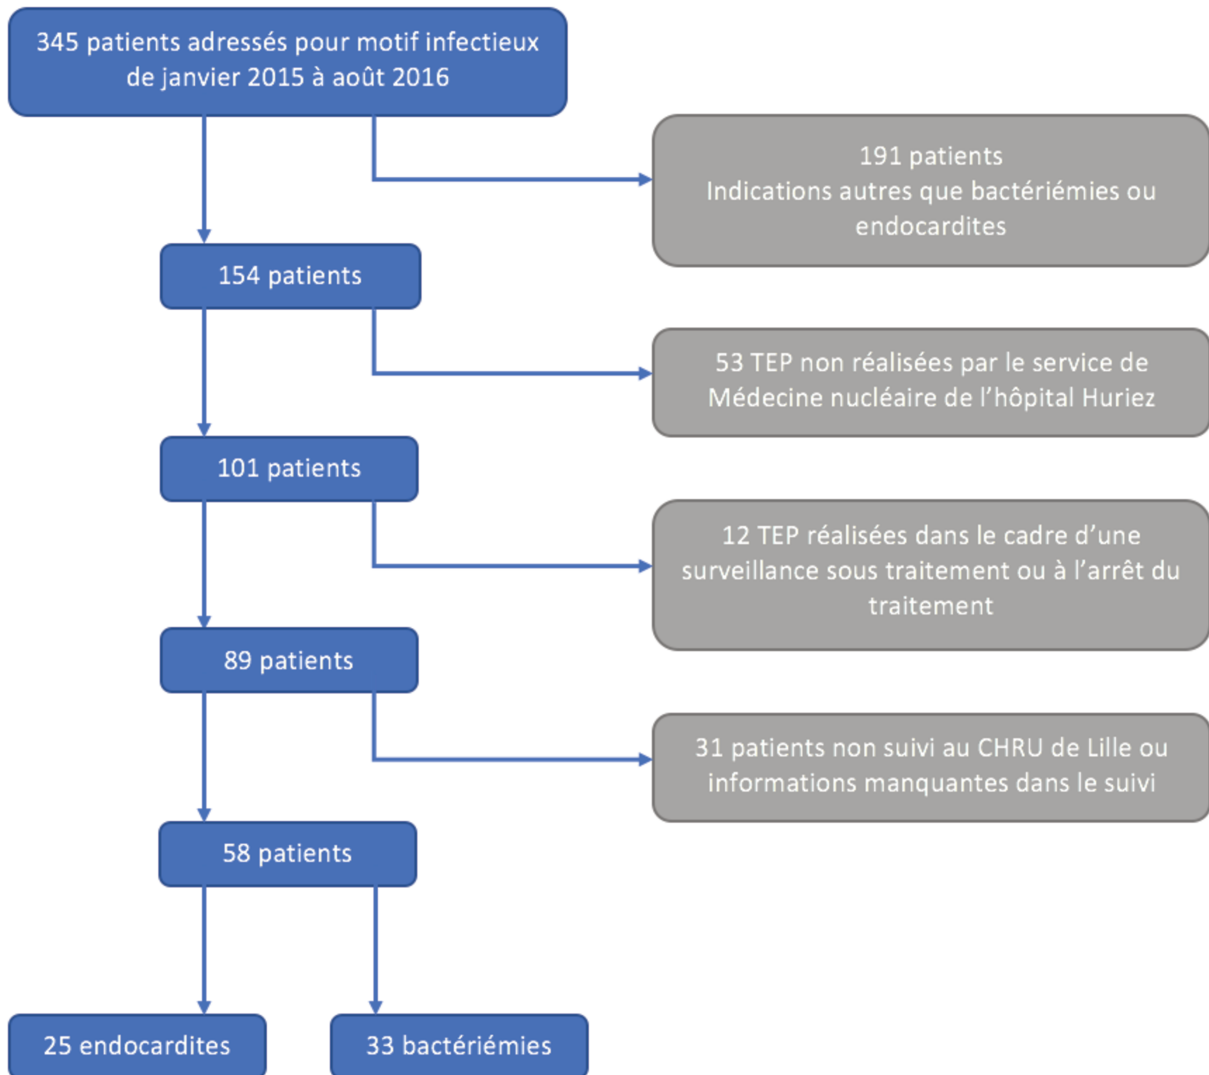 345 patients adressés pour motif infectieux
de janvier 2015 à août 2016
191 patients
Indications autres que bactériémies ou
endocardites
154 patients
53 TEP non réalisées par le service de
Médecine nucléaire de l'hôpital Huriez
101 patients
12 TEP réalisées dans le cadre d'une
surveillance sous traitement ou à l'arrêt du
traitement
89 patients
31 patients non suivi au CHRU de Lille ou
informations manquantes dans le suivi
58 patients
25 endocardites
33 bactériémies